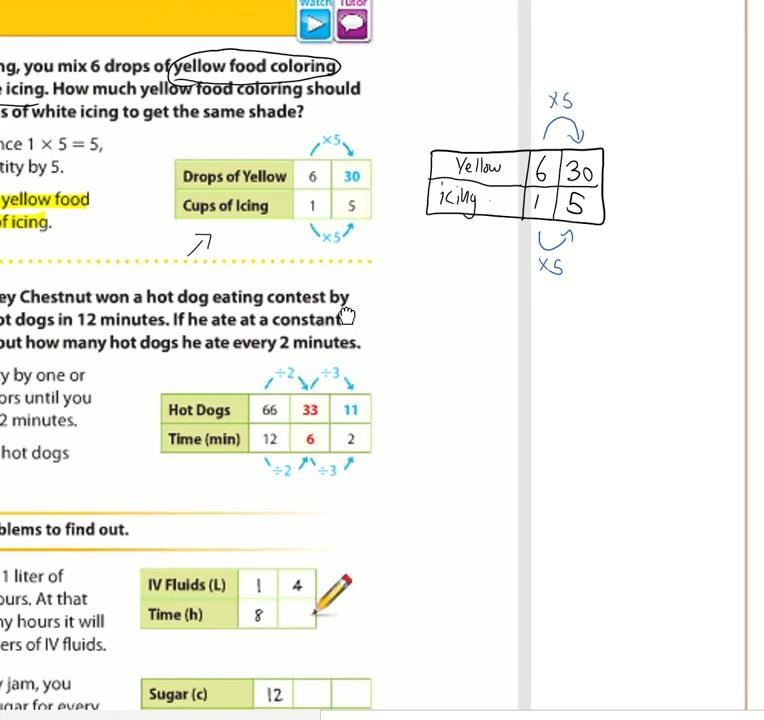 Watch Tutor
ng, you mix 6 drops of yellow food coloring
e icing. How much yellow food coloring should
s of white icing to get the same shade?
nce 1 × 5 = 5,
tity by 5.
yellow food
of icing.
×5
Drops of Yellow 6 30
Cups of Icing 1 5
×5
×5
Yellow 6 30
icing 1 5
×5
ey Chestnut won a hot dog eating contest by
ot dogs in 12 minutes. If he ate at a constant
out how many hot dogs he ate every 2 minutes.
y by one or
ors until you
2 minutes.
hot dogs
÷2 ÷3
Hot Dogs 66 33 11
Time (min) 12 6 2
÷2 ÷3
blems to find out.
1 liter of
ours. At that
ny hours it will
ers of IV fluids.
IV Fluids (L) 1 4
Time (h) 8
y jam, you
ugar for every
Sugar (c) 12